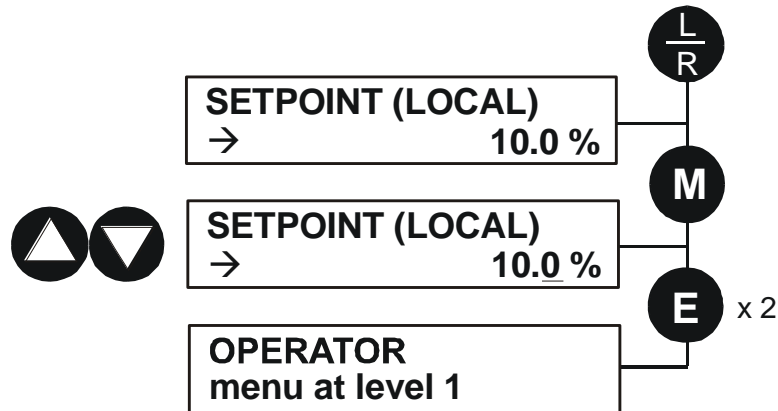 L
R
SETPOINT (LOCAL)
→ 10.0 %
M
SETPOINT (LOCAL)
→ 10.0 %
E x 2
OPERATOR
menu at level 1